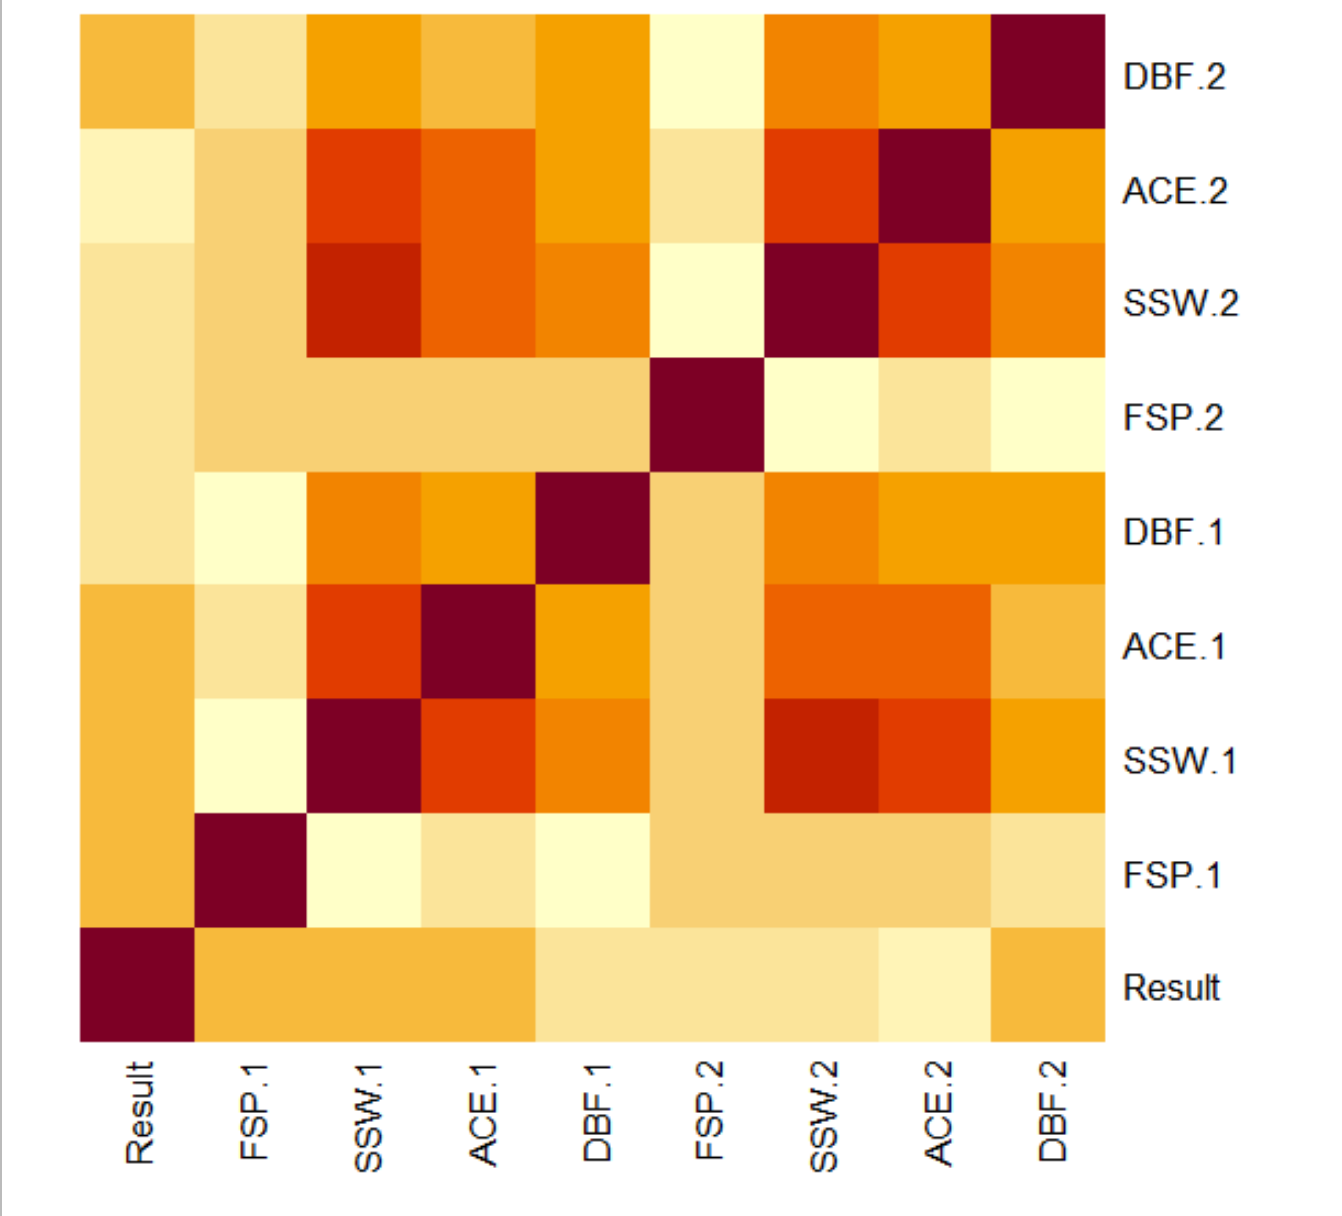 DBF.2
ACE.2
SSW.2
FSP.2
DBF.1
ACE.1
SSW.1
FSP.1
Result
Result
FSP.1
SSW.1
ACE.1
DBF.1
FSP.2
SSW.2
ACE.2
DBF.2